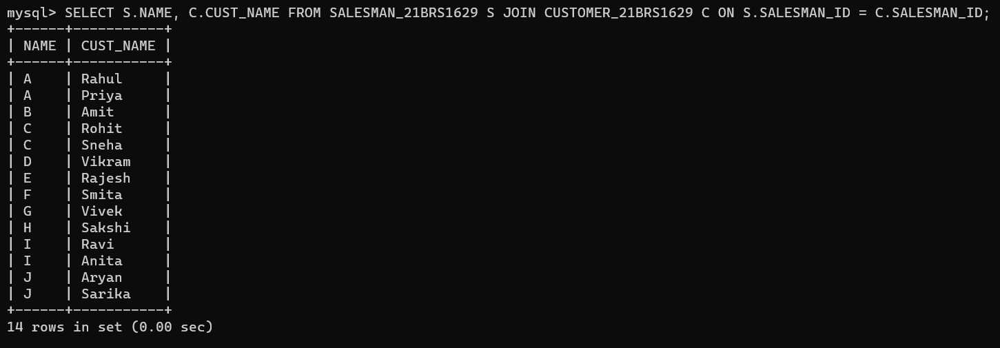 mysql> SELECT S.NAME, C.CUST_NAME FROM SALESMAN_21BRS1629 S JOIN CUSTOMER_21BRS1629 C ON S.SALESMAN_ID = C.SALESMAN_ID;
+------+-----------+
| NAME | CUST_NAME |
+------+-----------+
| A    | Rahul     |
| A    | Priya     |
| B    | Amit      |
| C    | Rohit     |
| C    | Sneha     |
| D    | Vikram    |
| E    | Rajesh    |
| F    | Smita     |
| G    | Vivek     |
| H    | Sakshi    |
| I    | Ravi      |
| I    | Anita     |
| J    | Aryan     |
| J    | Sarika    |
+------+-----------+
14 rows in set (0.00 sec)